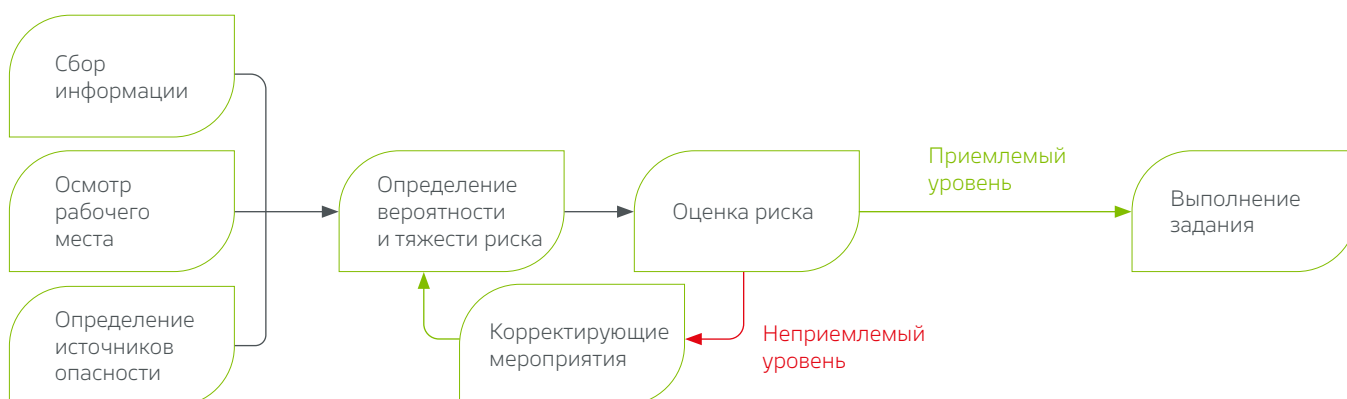 Сбор
информации
Осмотр
рабочего
места
Определение
источников
опасности
Определение
вероятности
и тяжести риска
Оценка риска
Корректирующие
мероприятия
Приемлемый
уровень
Неприемлемый
уровень
Выполнение
задания